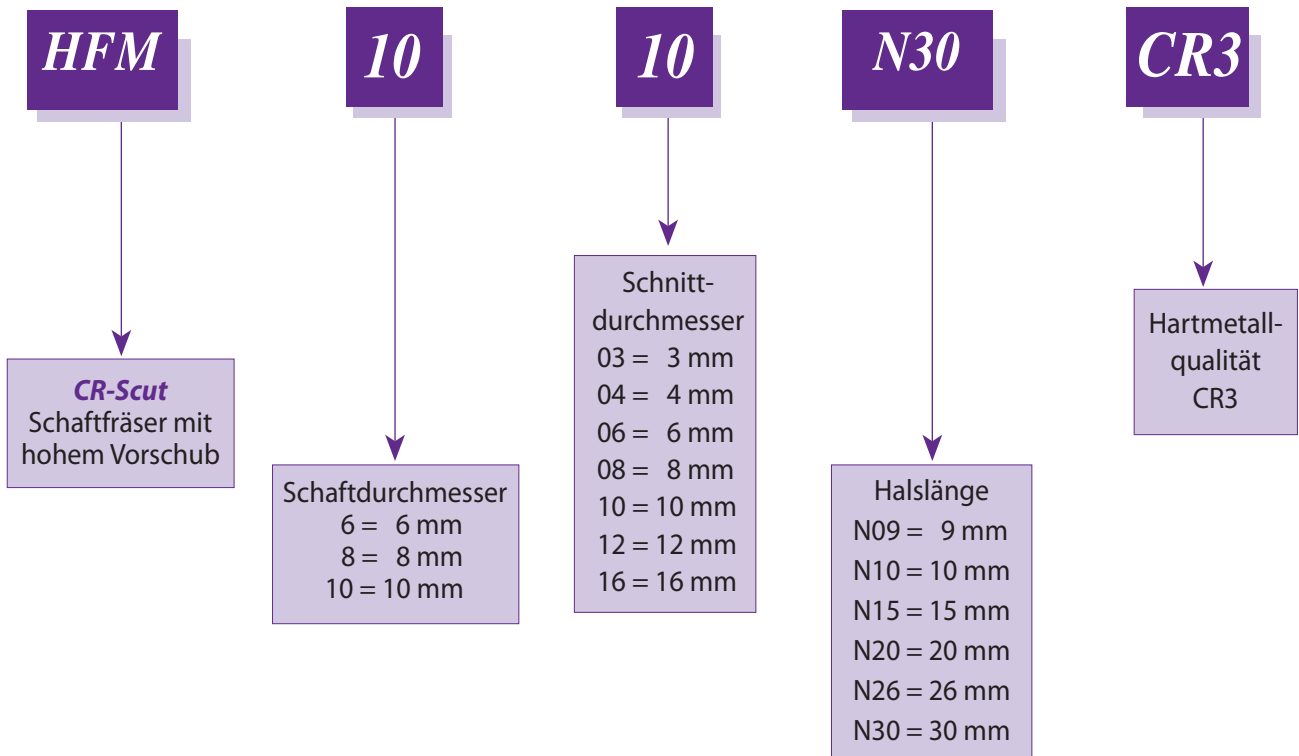 HFM 10 10 N30 CR3
CR-Scut
Schaftfräser mit
hohem Vorschub
Schaftdurchmesser
6 = 6 mm
8 = 8 mm
10 = 10 mm
Schnitt-
durchmesser
03 = 3 mm
04 = 4 mm
06 = 6 mm
08 = 8 mm
10 = 10 mm
12 = 12 mm
16 = 16 mm
Halslänge
N09 = 9 mm
N10 = 10 mm
N15 = 15 mm
N20 = 20 mm
N26 = 26 mm
N30 = 30 mm
Hartmetall-
qualität
CR3